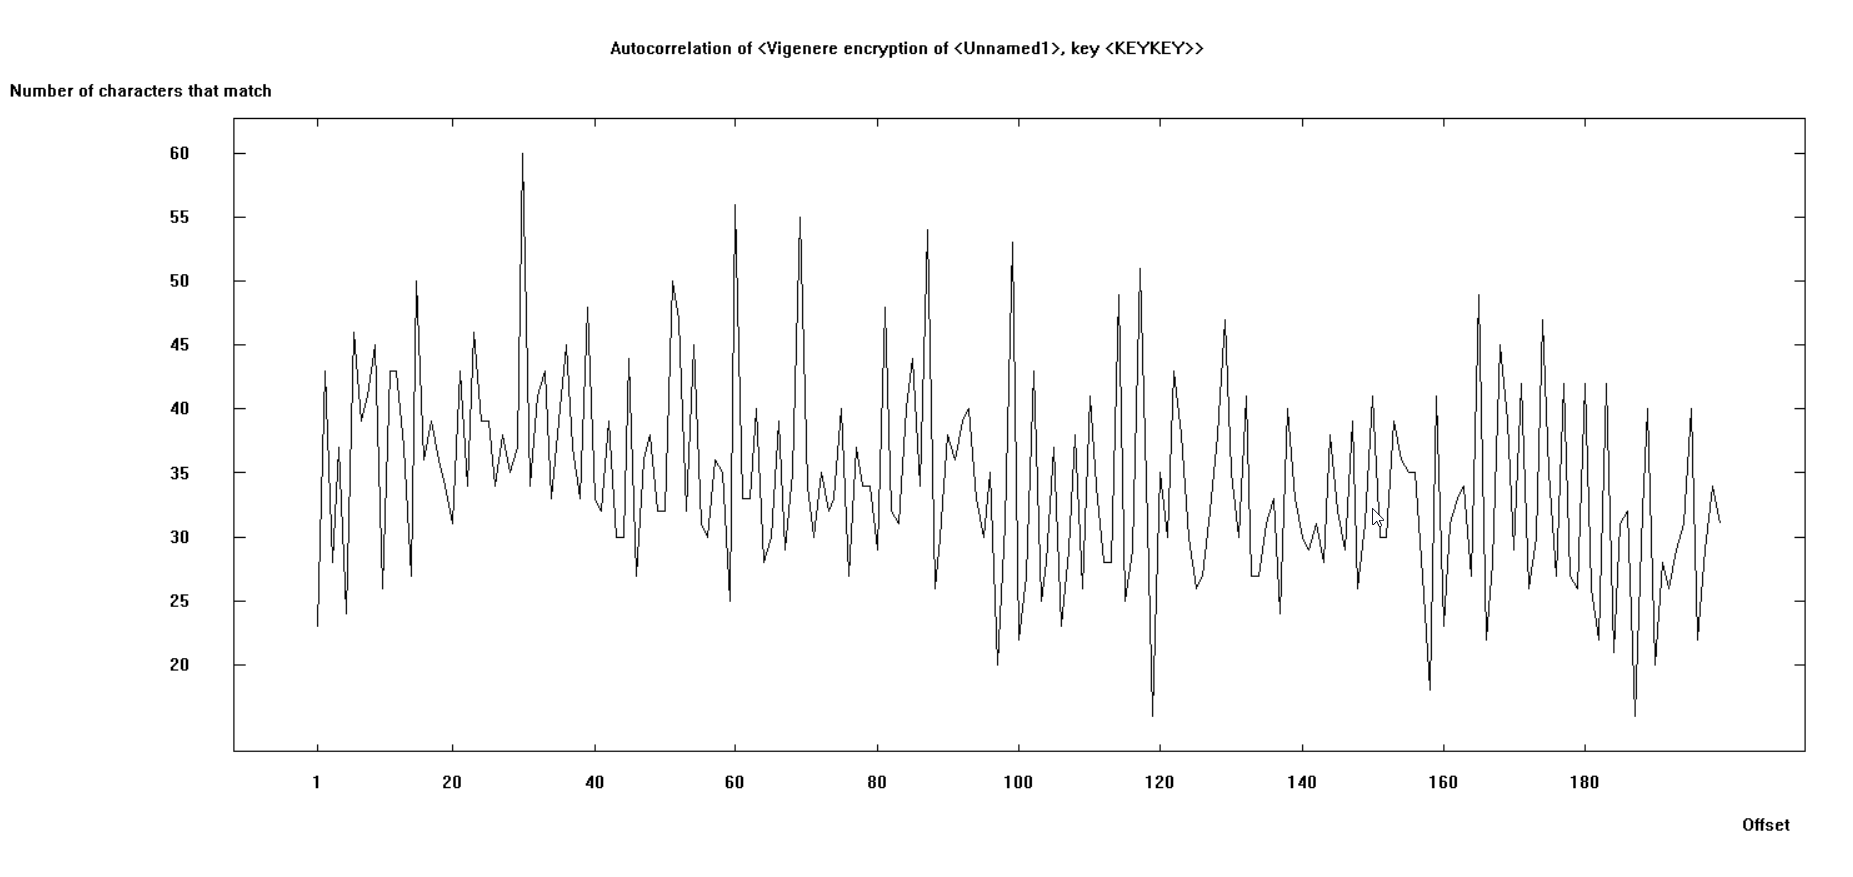 Autocorrelation of <Vigenere encryption of <Unnamed1>, key <KEYKEY>>
Number of characters that match
60
55
50
45
40
35
30
25
20
1 20 40 60 80 100 120 140 160 180
Offset